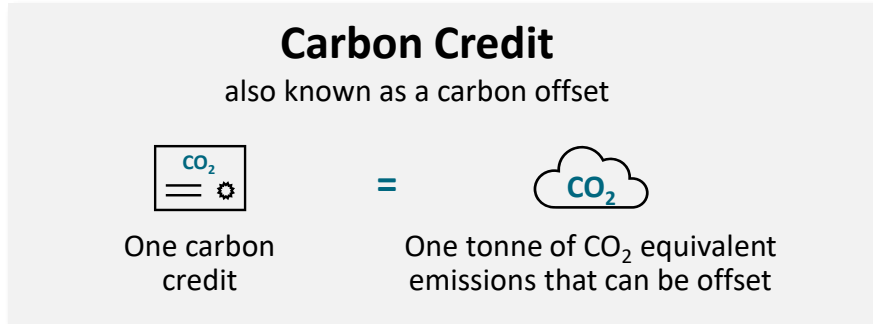 Carbon Credit
also known as a carbon offset
CO₂
=
CO₂
One carbon
credit
One tonne of CO₂ equivalent
emissions that can be offset